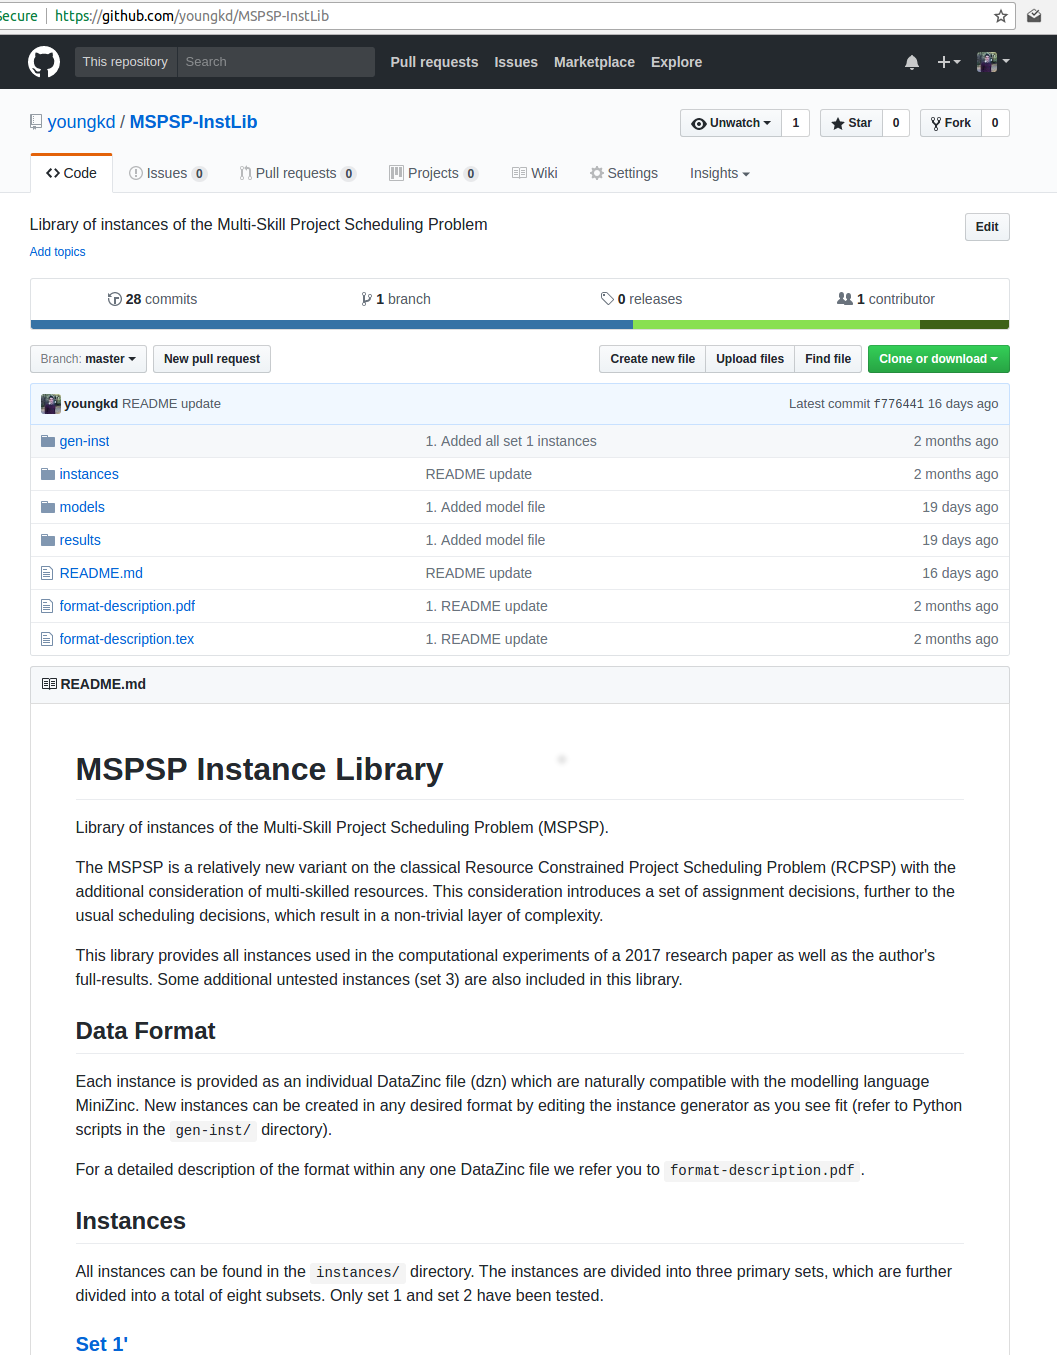 Secure https://github.com/youngkd/MSPSP-InstLib
This repository Search Pull requests Issues Marketplace Explore
youngkd / MSPSP-InstLib Unwatch 1 Star 0 Fork 0
Code Issues 0 Pull requests 0 Projects 0 Wiki Settings Insights
Library of instances of the Multi-Skill Project Scheduling Problem Edit
Add topics
28 commits 1 branch 0 releases 1 contributor
Branch: master New pull request Create new file Upload files Find file Clone or download
youngkd README update Latest commit f776441 16 days ago
gen-inst 1. Added all set 1 instances 2 months ago
instances README update 2 months ago
models 1. Added model file 19 days ago
results 1. Added model file 19 days ago
README.md README update 16 days ago
format-description.pdf 1. README update 2 months ago
format-description.tex 1. README update 2 months ago
README.md
MSPSP Instance Library
Library of instances of the Multi-Skill Project Scheduling Problem (MSPSP).
The MSPSP is a relatively new variant on the classical Resource Constrained Project Scheduling Problem (RCPSP) with the
additional consideration of multi-skilled resources. This consideration introduces a set of assignment decisions, further to the
usual scheduling decisions, which result in a non-trivial layer of complexity.
This library provides all instances used in the computational experiments of a 2017 research paper as well as the author's
full-results. Some additional untested instances (set 3) are also included in this library.
Data Format
Each instance is provided as an individual DataZinc file (dzn) which are naturally compatible with the modelling language
MiniZinc. New instances can be created in any desired format by editing the instance generator as you see fit (refer to Python
scripts in the gen-inst/ directory).
For a detailed description of the format within any one DataZinc file we refer you to format-description.pdf.
Instances
All instances can be found in the instances/ directory. The instances are divided into three primary sets, which are further
divided into a total of eight subsets. Only set 1 and set 2 have been tested.
Set 1'